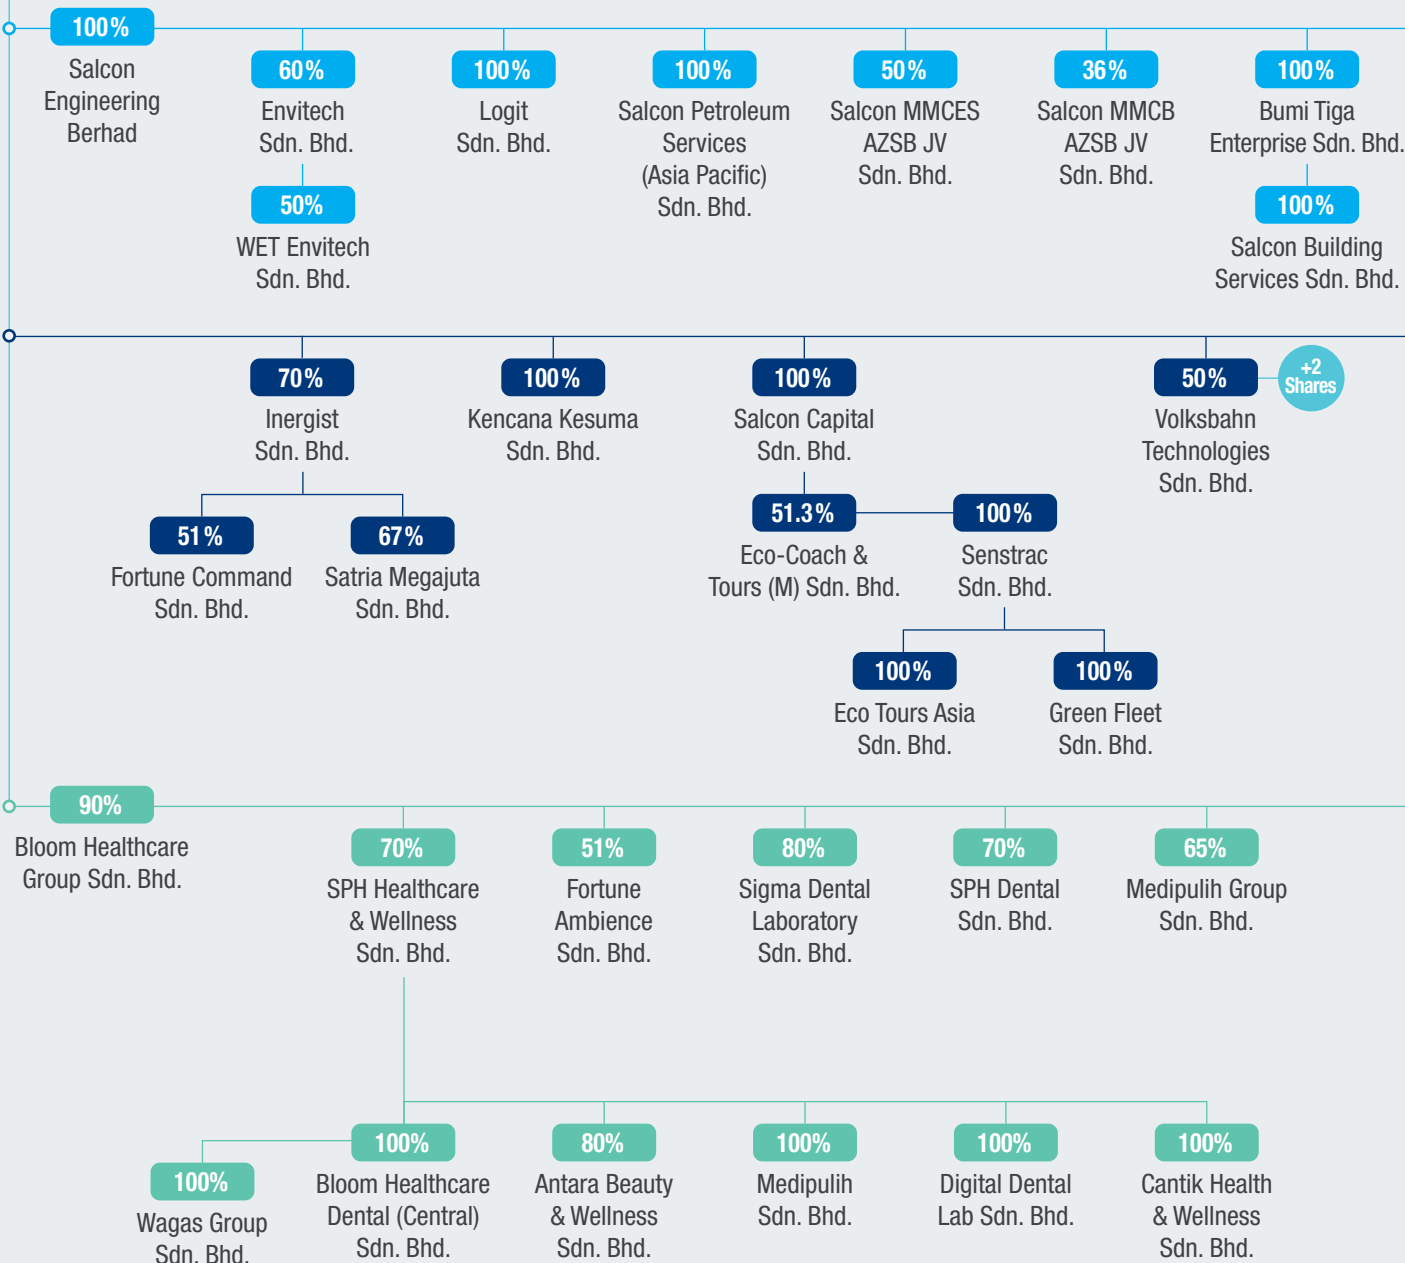 100%
Salcon
Engineering
Berhad
60%
Envitech
Sdn. Bhd.
50%
WET Envitech
Sdn. Bhd.
100%
Logit
Sdn. Bhd.
100%
Salcon Petroleum
Services
(Asia Pacific)
Sdn. Bhd.
50%
Salcon MMCES
AZSB JV
Sdn. Bhd.
36%
Salcon MMCB
AZSB JV
Sdn. Bhd.
100%
Bumi Tiga
Enterprise Sdn. Bhd.
100%
Salcon Building
Services Sdn. Bhd.
70%
Inergist
Sdn. Bhd.
51%
Fortune Command
Sdn. Bhd.
67%
Satria Megajuta
Sdn. Bhd.
100%
Kencana Kesuma
Sdn. Bhd.
100%
Salcon Capital
Sdn. Bhd.
51.3%
Eco-Coach &
Tours (M) Sdn. Bhd.
100%
Senstrac
Sdn. Bhd.
100%
Eco Tours Asia
Sdn. Bhd.
100%
Green Fleet
Sdn. Bhd.
50%
Volksbahn
Technologies
Sdn. Bhd.
+2
Shares
90%
Bloom Healthcare
Group Sdn. Bhd.
70%
SPH Healthcare
& Wellness
Sdn. Bhd.
51%
Fortune
Ambience
Sdn. Bhd.
80%
Sigma Dental
Laboratory
Sdn. Bhd.
70%
SPH Dental
Sdn. Bhd.
65%
Medipulih Group
Sdn. Bhd.
100%
Wagas Group
Sdn. Bhd.
100%
Bloom Healthcare
Dental (Central)
Sdn. Bhd.
80%
Antara Beauty
& Wellness
Sdn. Bhd.
100%
Medipulih
Sdn. Bhd.
100%
Digital Dental
Lab Sdn. Bhd.
100%
Cantik Health
& Wellness
Sdn. Bhd.